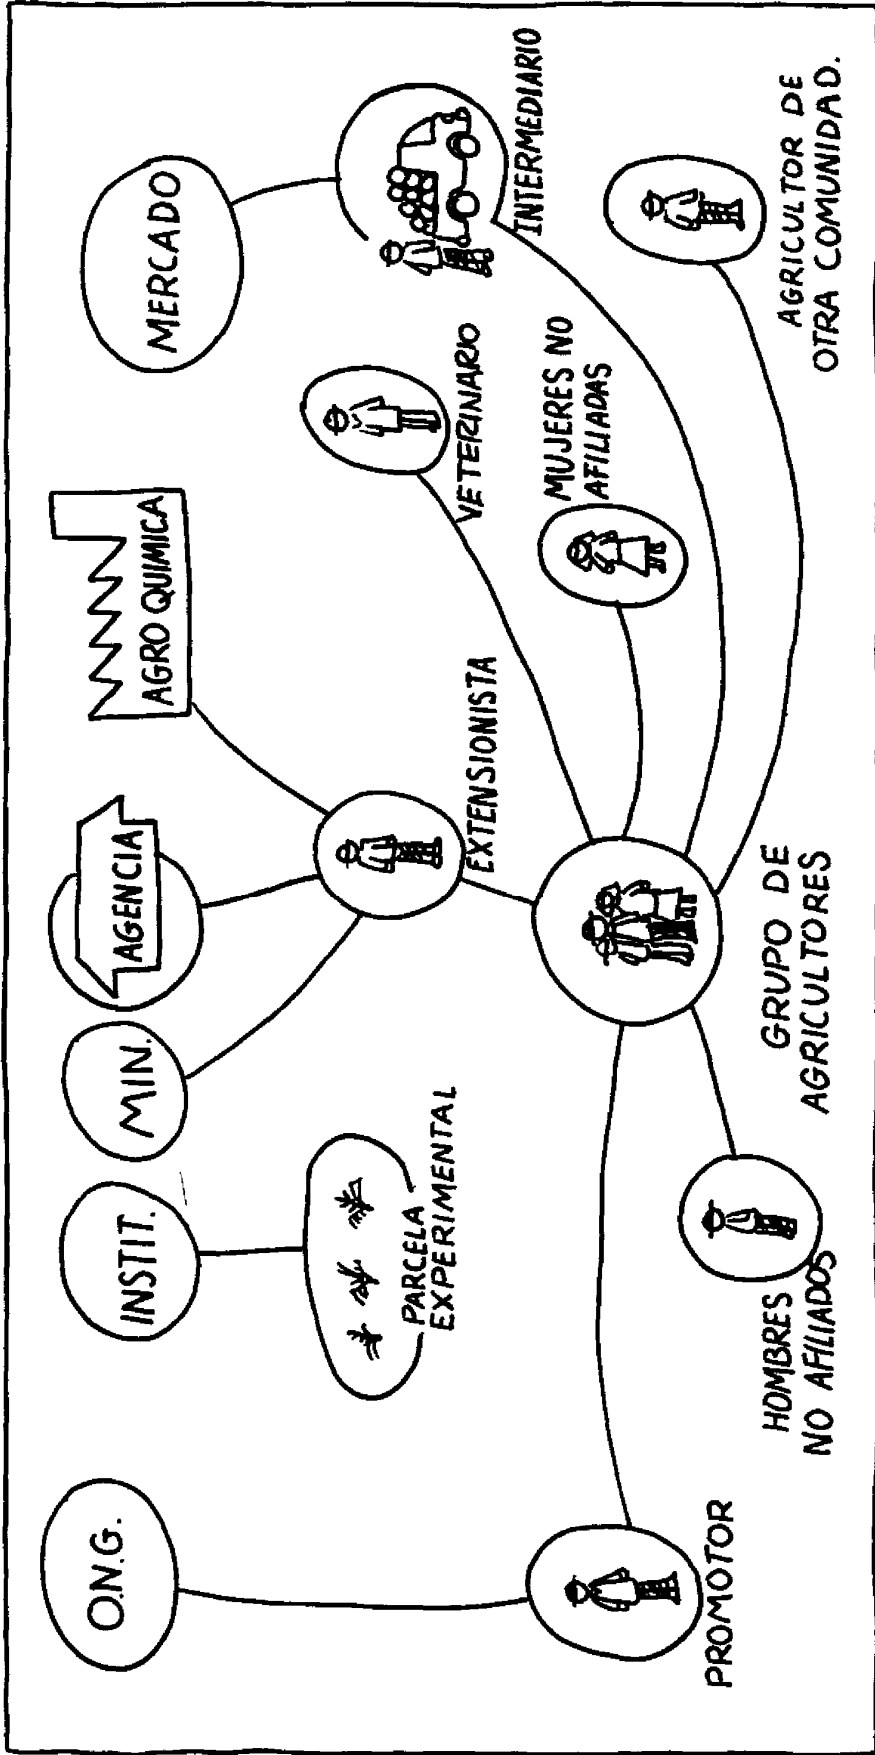 O.N.G.
INSTIT.
MIN.
AGENCIA
AGRO QUIMICA
MERCADO
PARCELA
EXPERIMENTAL
EXTENSIONISTA
VETERINARIO
INTERMEDIARIO
MUJERES NO
AFILIADAS
PROMOTOR
HOMBRES
NO AFILIADOS
GRUPO DE
AGRICULTORES
AGRICULTOR DE
OTRA COMUNIDAD.